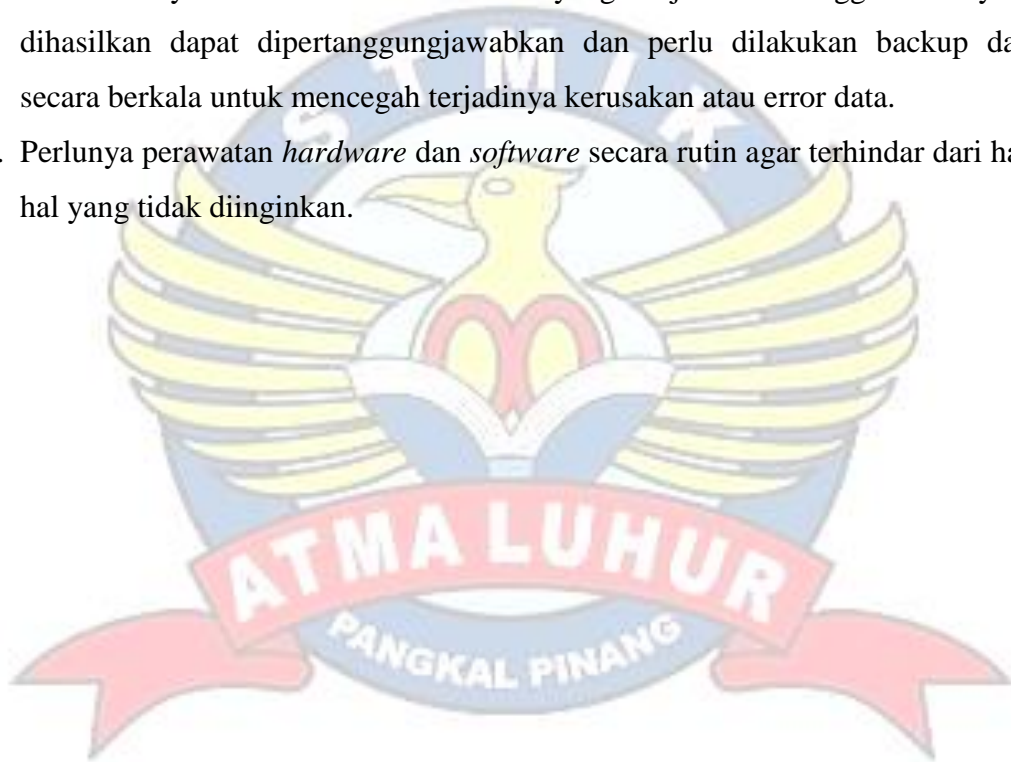 dihasilkan dapat dipertanggungjawabkan dan perlu dilakukan backup da
secara berkala untuk mencegah terjadinya kerusakan atau error data.
. Perlunya perawatan hardware dan software secara rutin agar terhindar dari ha
hal yang tidak diinginkan.
STMIK
ATMA LUHUR
PANGKAL PINANG